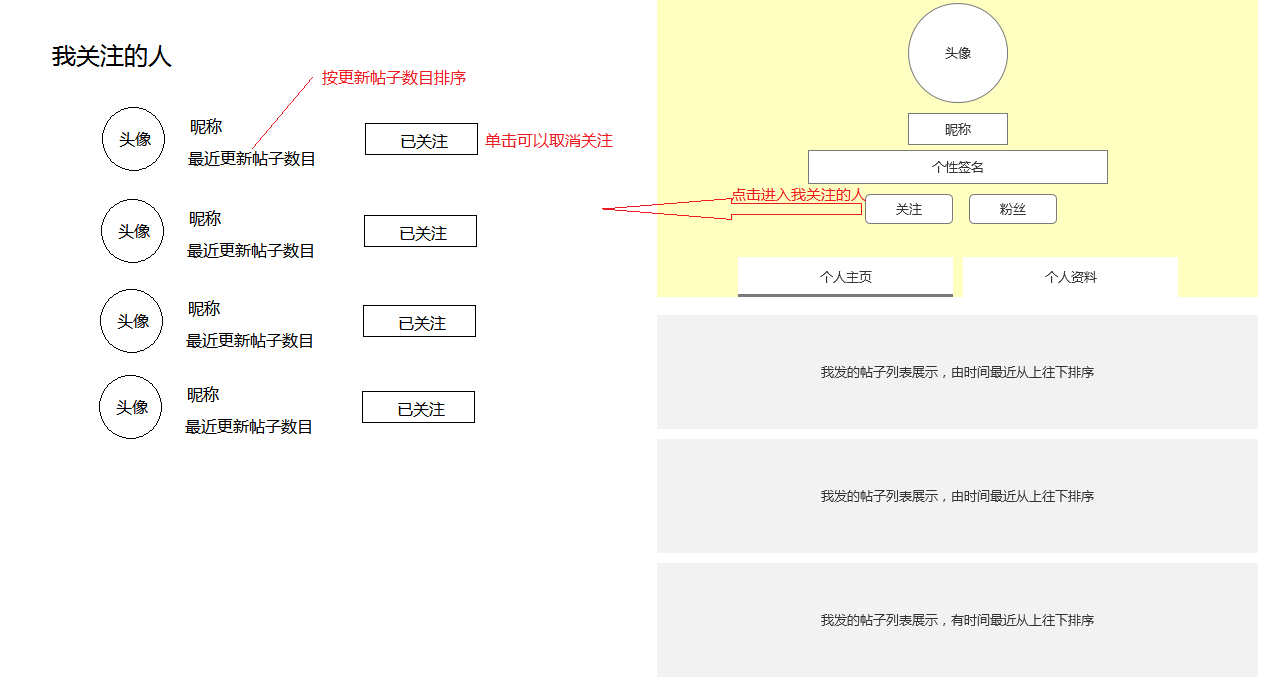 我关注的人
按更新帖子数目排序
头像
昵称
最近更新帖子数目
已关注
单击可以取消关注
头像
昵称
最近更新帖子数目
已关注
头像
昵称
最近更新帖子数目
已关注
头像
昵称
最近更新帖子数目
已关注
头像
昵称
个性签名
点击进入我关注的人
关注
粉丝
个人主页
个人资料
我发的帖子列表展示，由时间最近从上往下排序
我发的帖子列表展示，由时间最近从上往下排序
我发的帖子列表展示，有时间最近从上往下排序